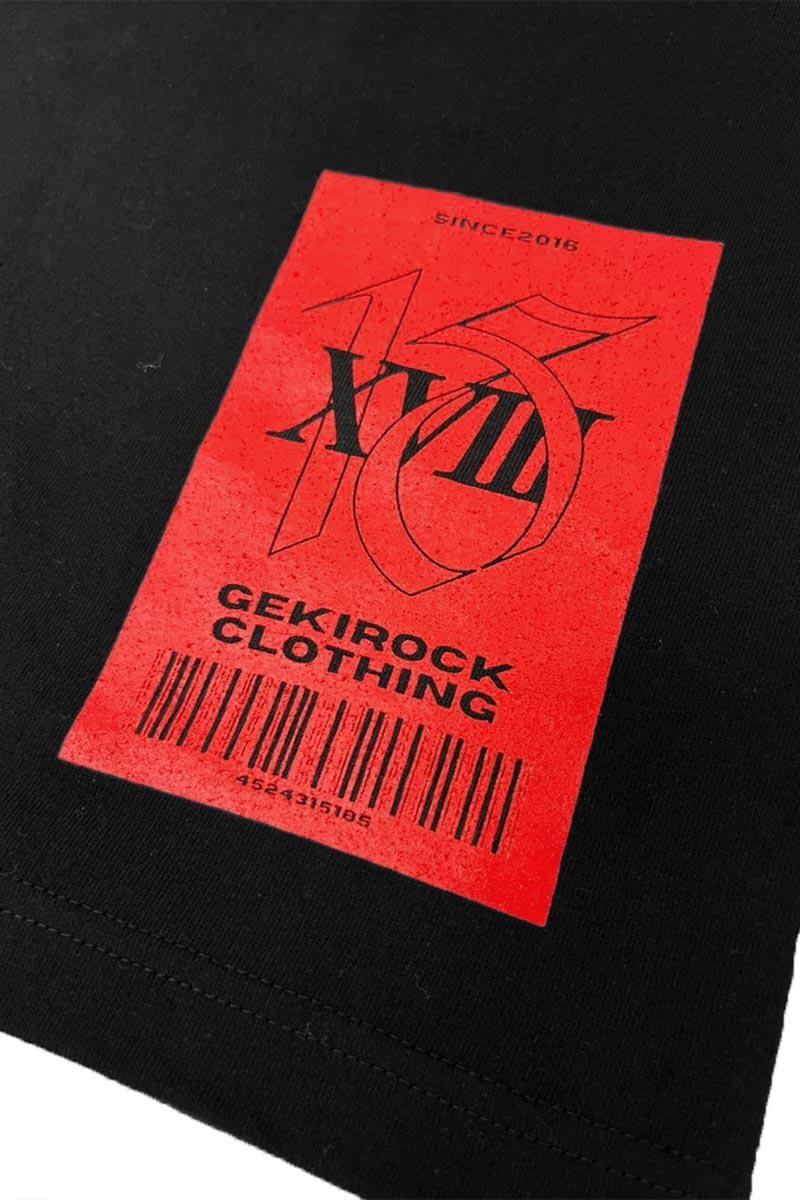 SINCE2016
15
XVIII
GEKIROCK
CLOTHING
4524315185